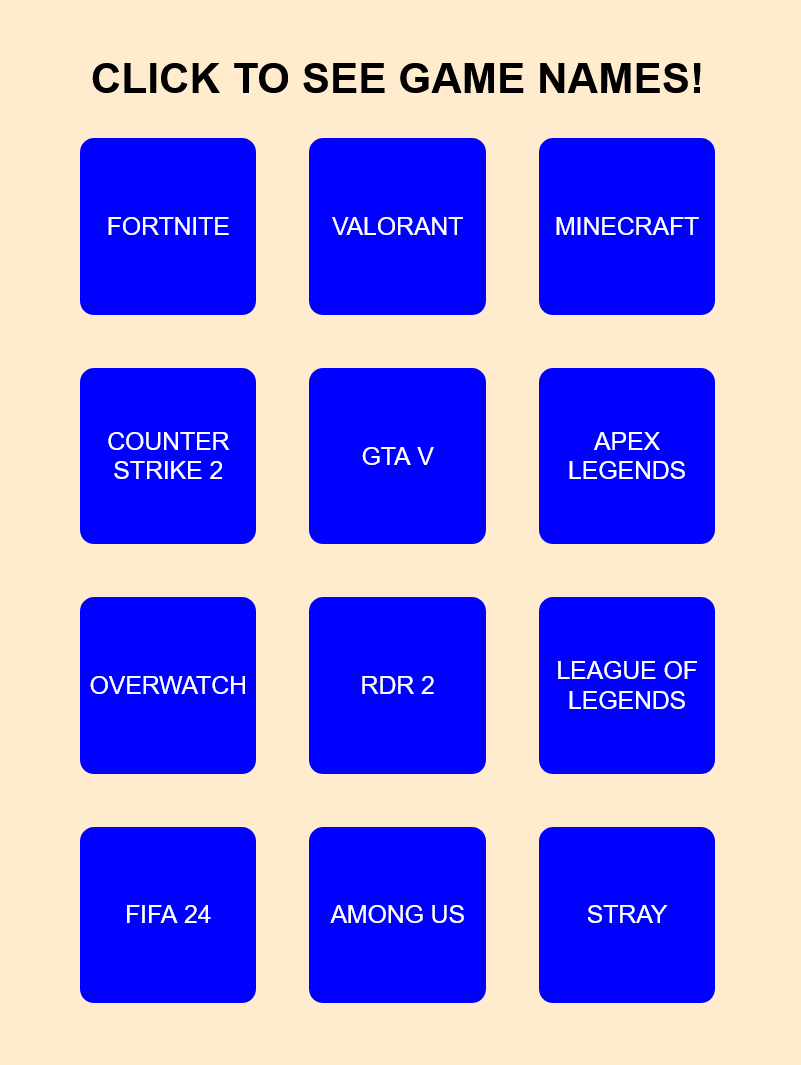 CLICK TO SEE GAME NAMES!
FORTNITE
VALORANT
MINECRAFT
COUNTER
STRIKE 2
GTA V
APEX
LEGENDS
OVERWATCH
RDR 2
LEAGUE OF
LEGENDS
FIFA 24
AMONG US
STRAY